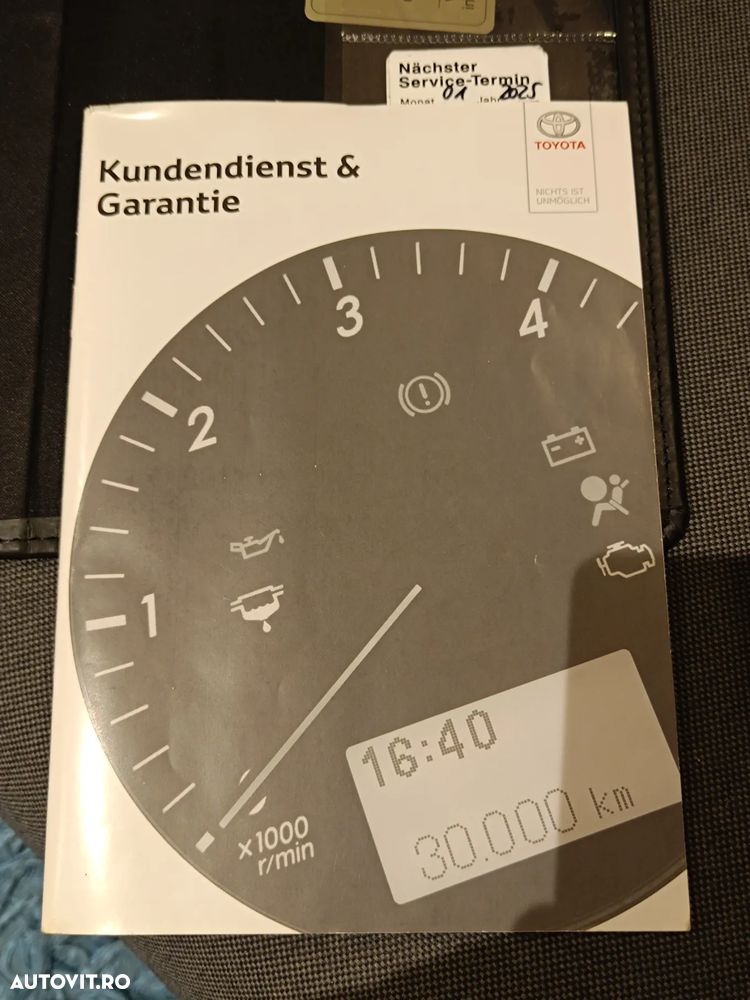 Nächster
Service-Termin
Monat 01 Jahr 2025
Kundendienst &
Garantie
TOYOTA
NICHTS IST
UNMÖGLICH
3
4
2
1
16:40
30.000 km
x1000
r/min
AUTOVIT.RO